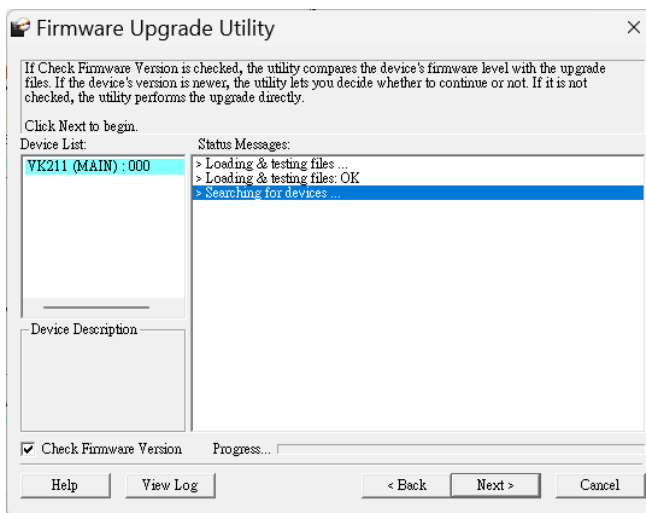 Firmware Upgrade Utility
If Check Firmware Version is checked, the utility compares the device's firmware level with the upgrade
files. If the device's version is newer, the utility lets you decide whether to continue or not. If it is not
checked, the utility performs the upgrade directly.
Click Next to begin.
Device List:
Status Messages:
VK211 (MAIN) : 000
> Loading & testing files ...
> Loading & testing files: OK
> Searching for devices ...
Device Description
Check Firmware Version
Progress...
Help
View Log
< Back
Next >
Cancel